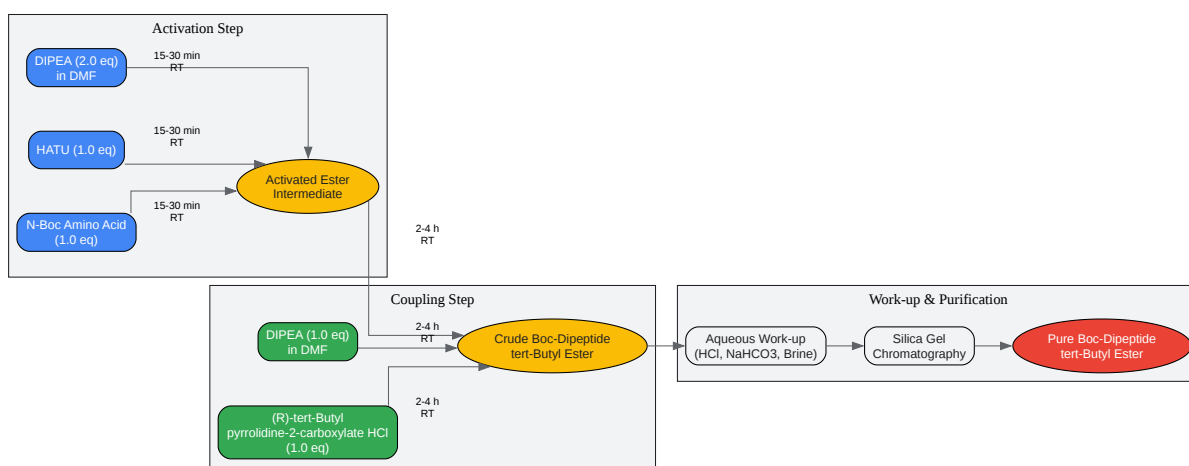 Activation Step
DIPEA (2.0 eq)
in DMF
15-30 min
RT
HATU (1.0 eq)
15-30 min
RT
N-Boc Amino Acid
(1.0 eq)
15-30 min
RT
Activated Ester
Intermediate
2-4 h
RT
Coupling Step
DIPEA (1.0 eq)
in DMF
2-4 h
RT
(R)-tert-Butyl
pyrrolidine-2-carboxylate HCl
(1.0 eq)
2-4 h
RT
Crude Boc-Dipeptide
tert-Butyl Ester
Work-up & Purification
Aqueous Work-up
(HCl, NaHCO3, Brine)
Silica Gel
Chromatography
Pure Boc-Dipeptide
tert-Butyl Ester